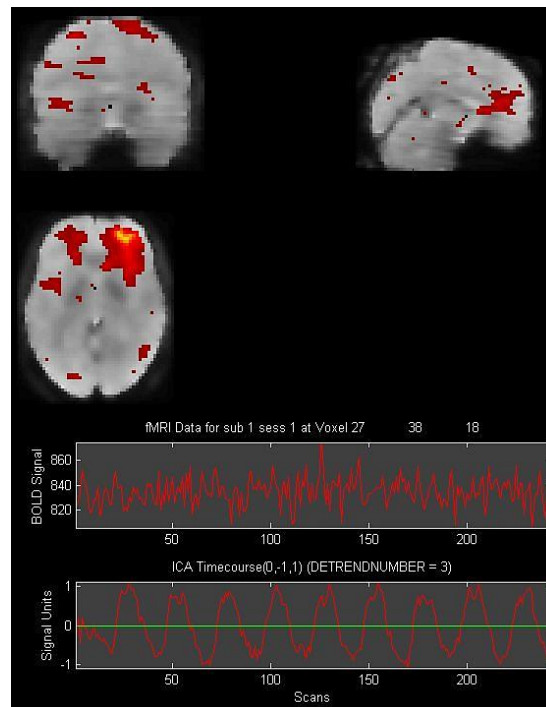 fMRI Data for sub 1 sess 1 at Voxel 27 38 18
BOLD Signal
860
840
820
50 100 150 200
ICA Timecourse(0,-1,1) (DETRENDNUMBER = 3)
Signal Units
1
0
-1
50 100 150 200
Scans